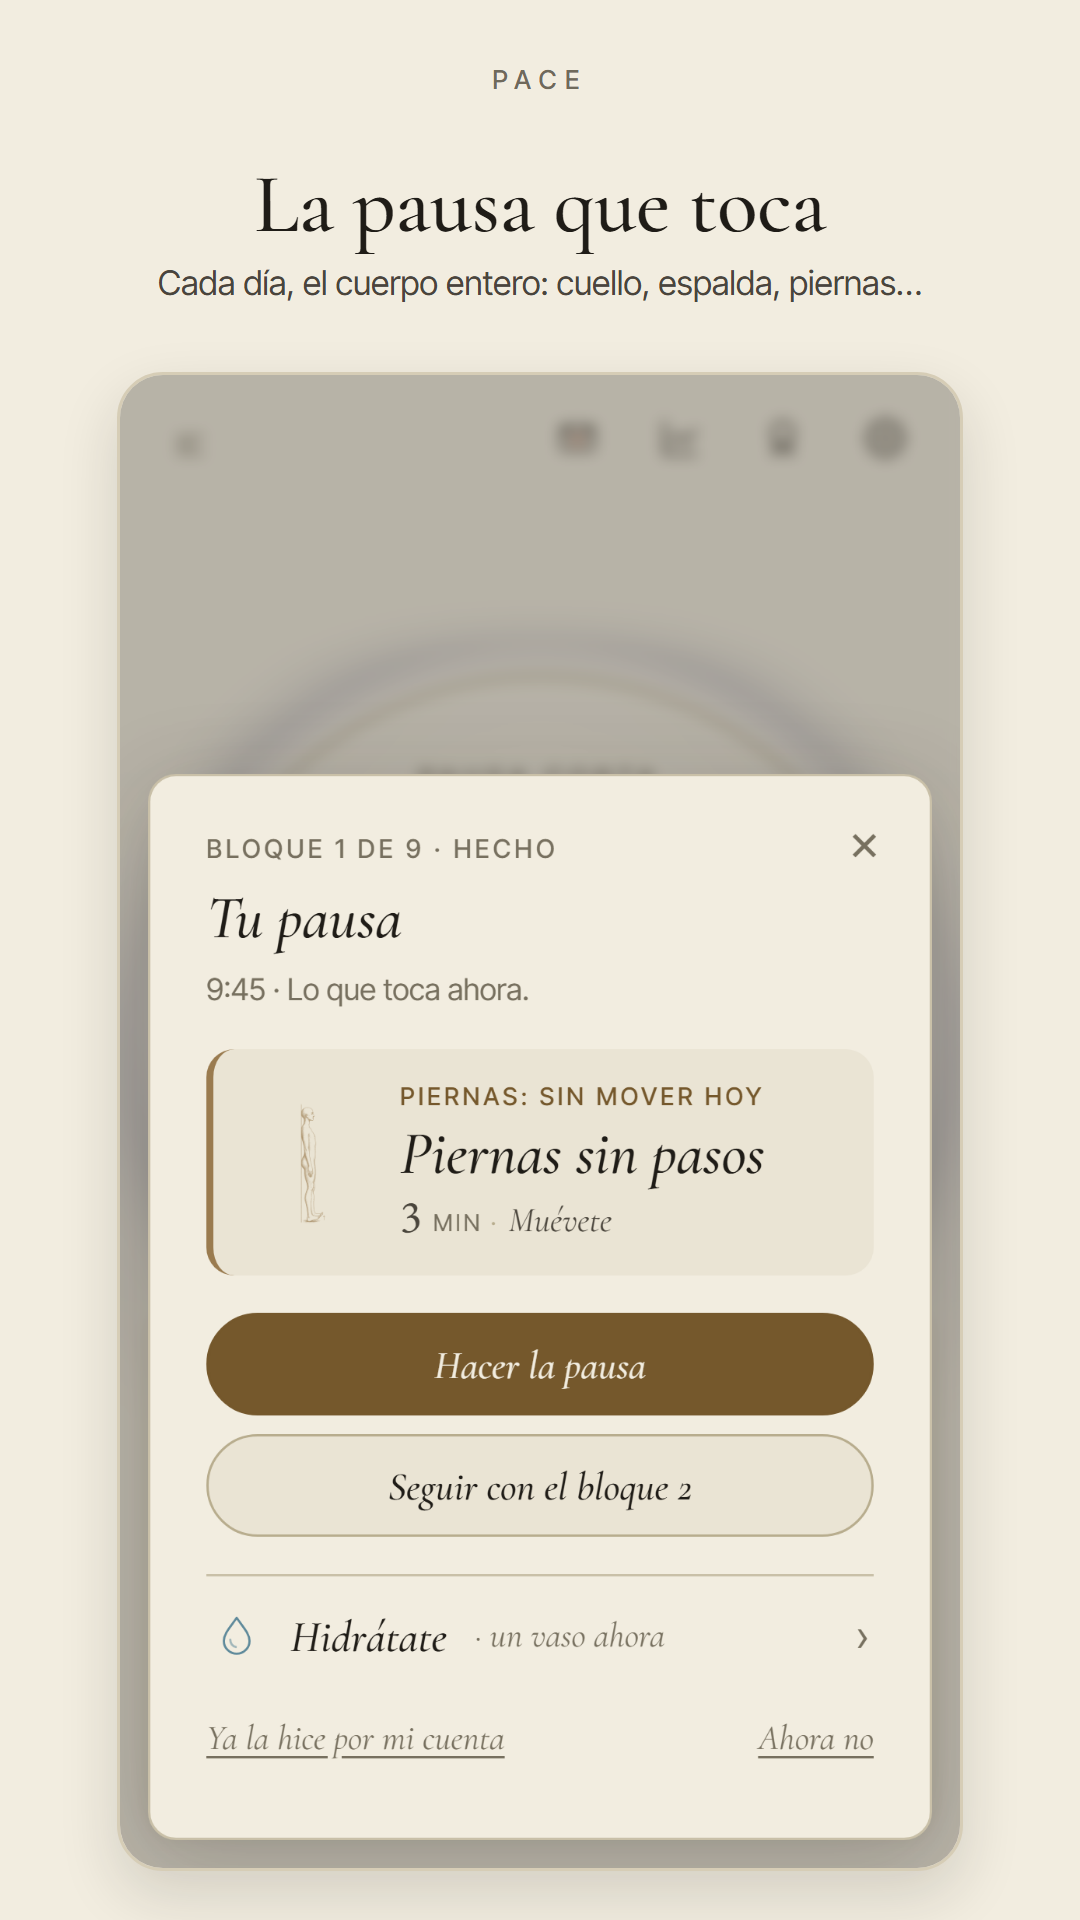 PACE
La pausa que toca
Cada día, el cuerpo entero: cuello, espalda, piernas...
BLOQUE 1 DE 9 · HECHO
Tu pausa
9:45 · Lo que toca ahora.
PIERNAS: SIN MOVER HOY
Piernas sin pasos
3 MIN · Muévete
Hacer la pausa
Seguir con el bloque 2
Hidrátate · un vaso ahora
Ya la hice por mi cuenta
Ahora no